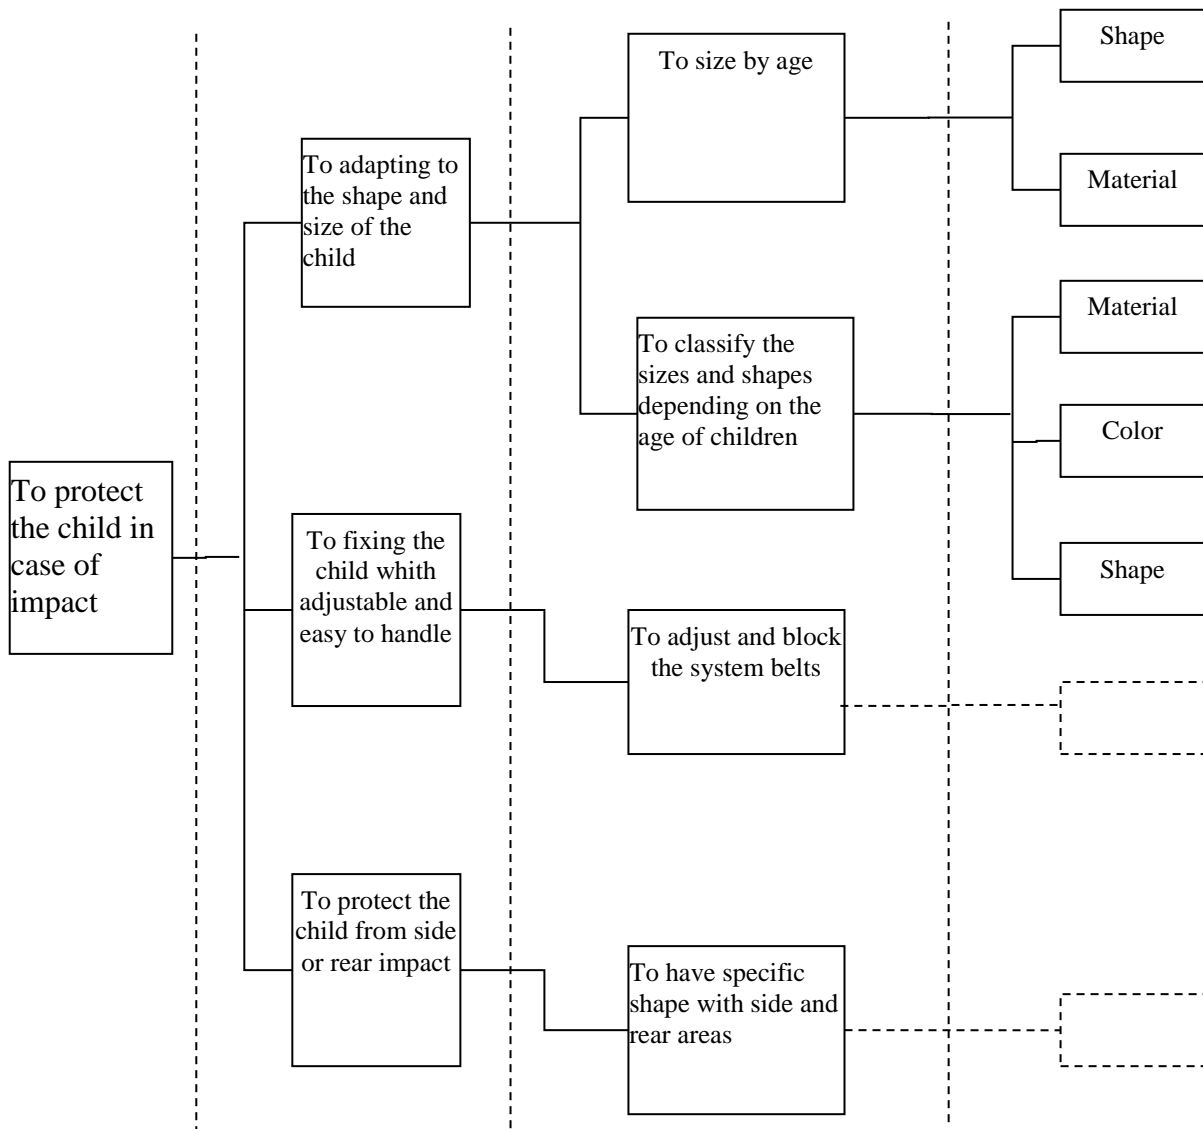 To protect
the child in
case of
impact
To adapting to
the shape and
size of the
child
To fixing the
child whith
adjustable and
easy to handle
To protect the
child from side
or rear impact
To size by age
To classify the
sizes and shapes
depending on the
age of children
To adjust and block
the system belts
To have specific
shape with side and
rear areas
Shape
Material
Material
Color
Shape